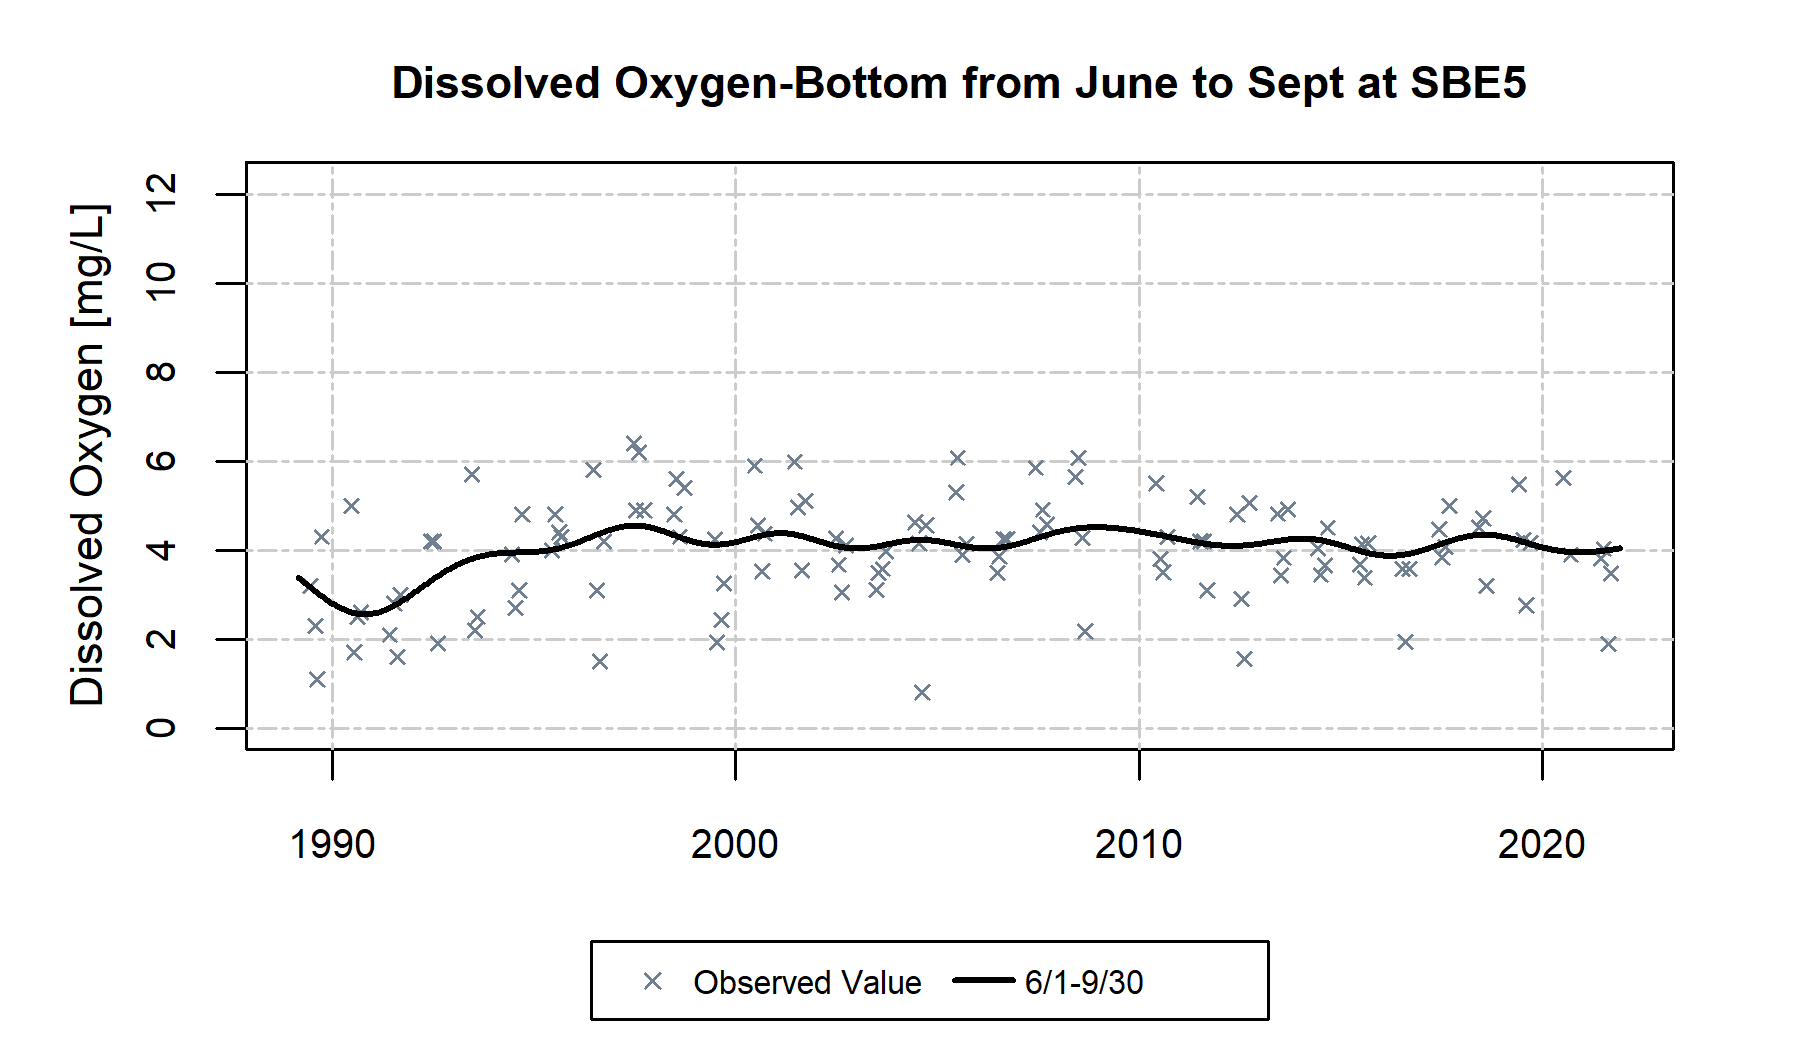 Dissolved Oxygen-Bottom from June to Sept at SBE5
Dissolved Oxygen [mg/L]
12
10
8
6
4
2
0
1990 2000 2010 2020
Observed Value 6/1-9/30